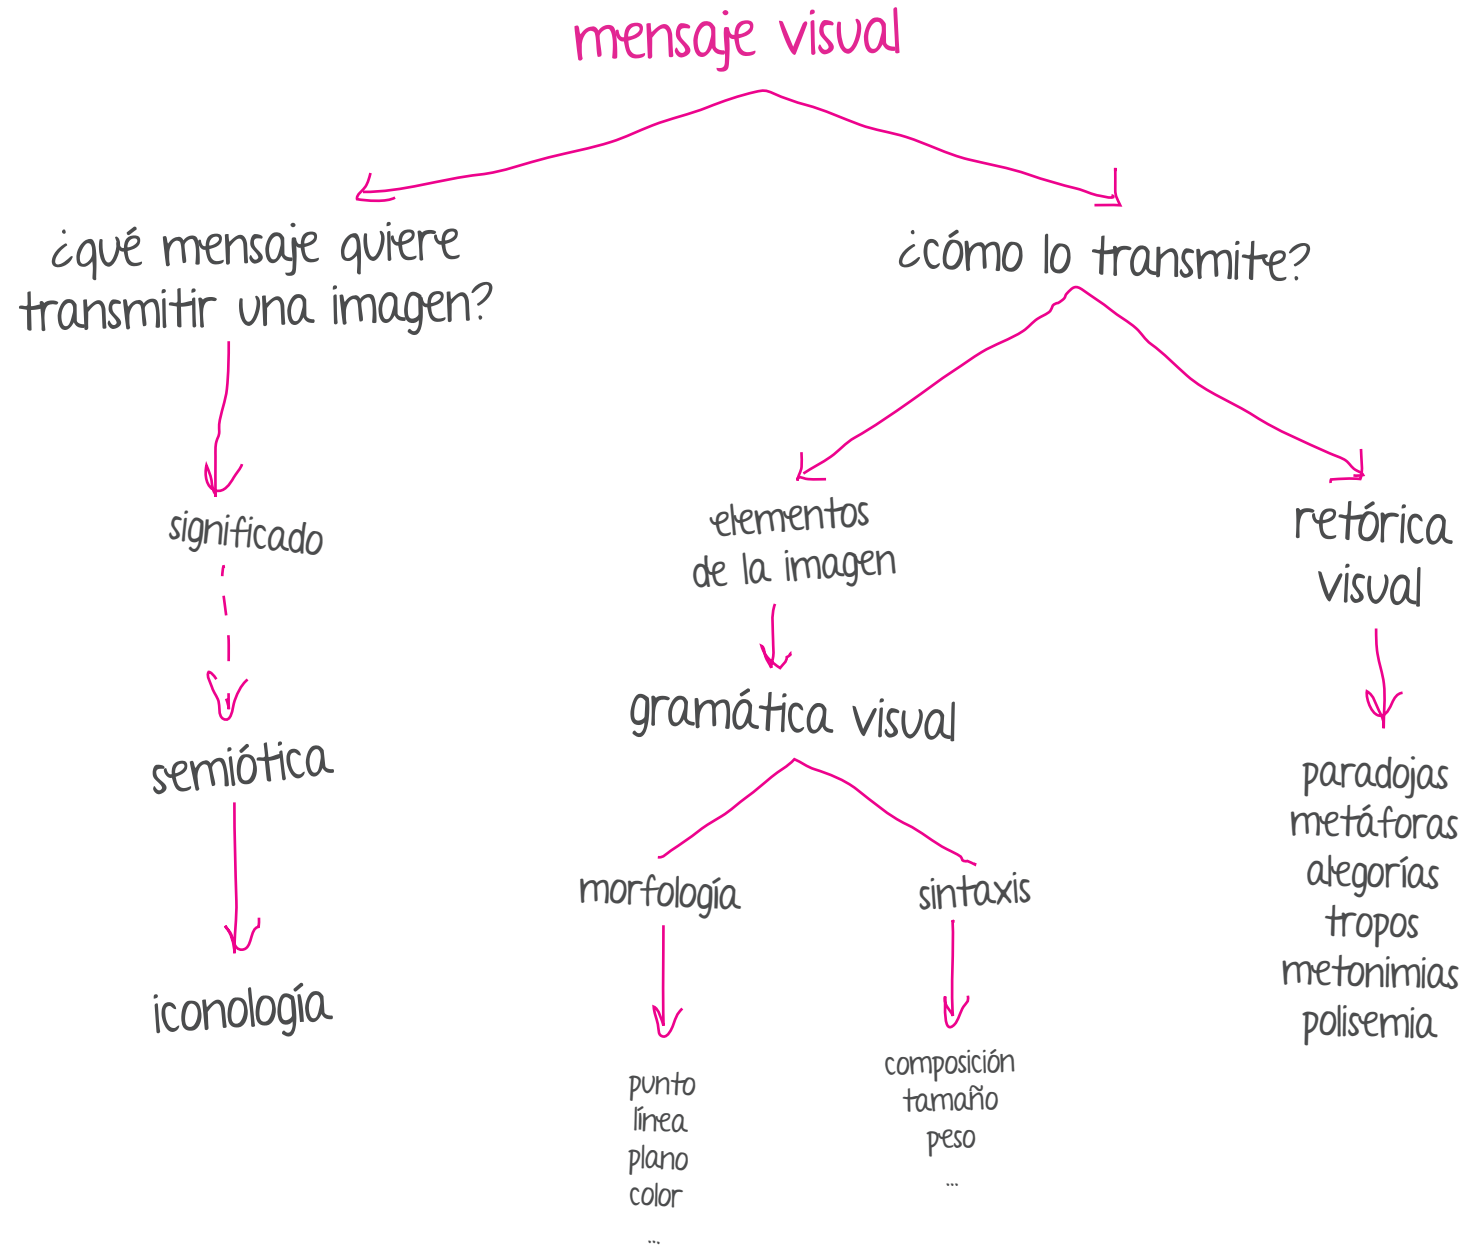 mensaje visual
¿qué mensaje quiere
transmitir una imagen?
significado
semiótica
iconología
¿cómo lo transmite?
elementos
de la imagen
gramática visual
morfología
punto
línea
plano
color
...
sintaxis
composición
tamaño
peso
...
retórica
visual
paradojas
metáforas
alegorías
tropos
metonimias
polisemia